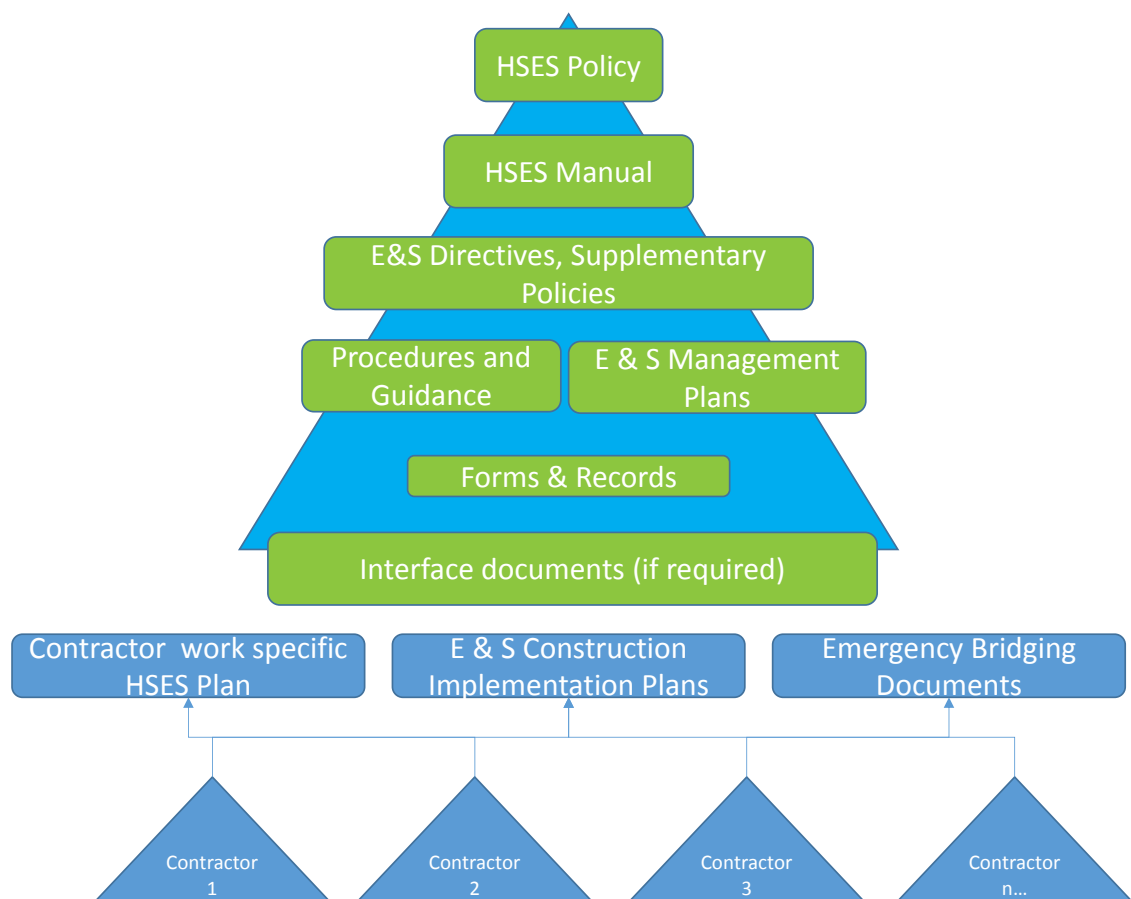 HSES Policy
HSES Manual
E&S Directives, Supplementary
Policies
Procedures and
Guidance
E & S Management
Plans
Forms & Records
Interface documents (if required)
Contractor work specific
HSES Plan
E & S Construction
Implementation Plans
Emergency Bridging
Documents
Contractor
1
Contractor
2
Contractor
3
Contractor
n...